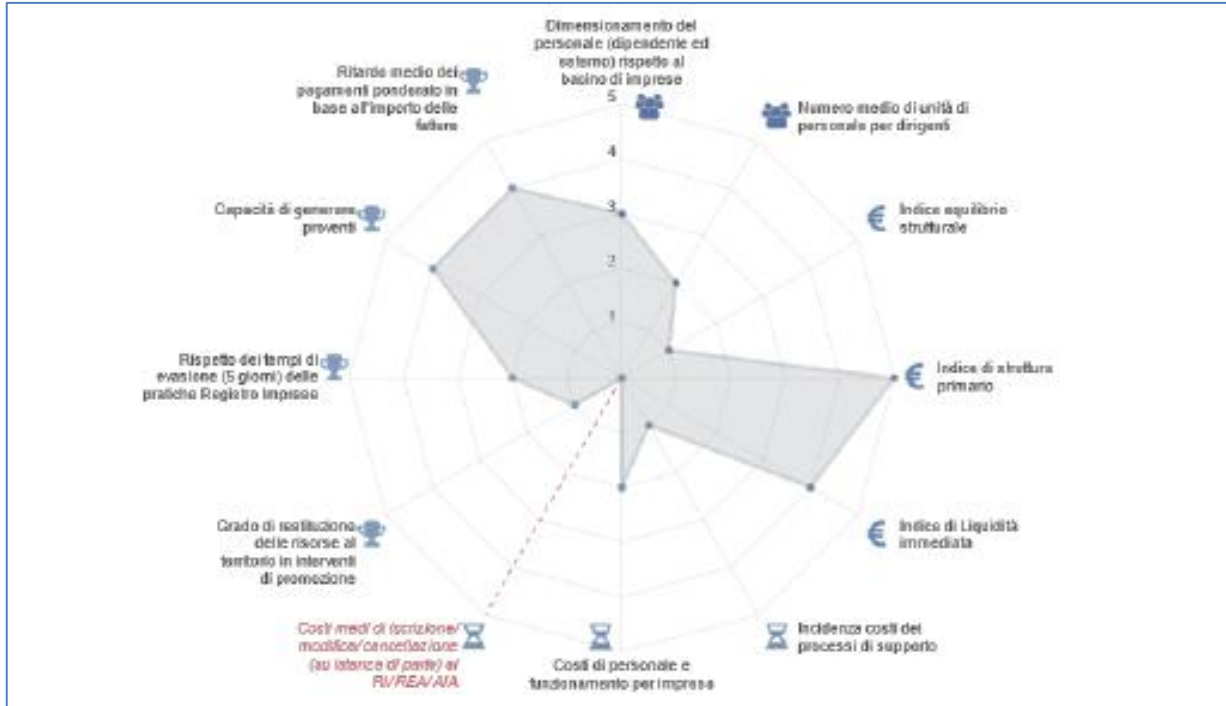 Dimensionamento del
personale (dipendente ed
esterno) rispetto al
bacino di imprese
Numero medio di unità di
personale per dirigenti
Indice equilibrio
strutturale
Indice di struttura
primario
Indice di Liquidità
immediata
Incidenza costi dei
processi di supporto
Costi di personale e
funzionamento per impresa
Costi medi di iscrizione/
modifica/cancellazione
(su istanza di parte) al
RI/REA/AIA
Grado di restituzione
delle risorse al
territorio in interventi
di promozione
Rispetto dei tempi di
evasione (5 giorni) delle
pratiche Registro Imprese
Capacità di generare
proventi
Ritardo medio dei
pagamenti ponderato in
base all'importo delle
fatture
5
4
3
2
1